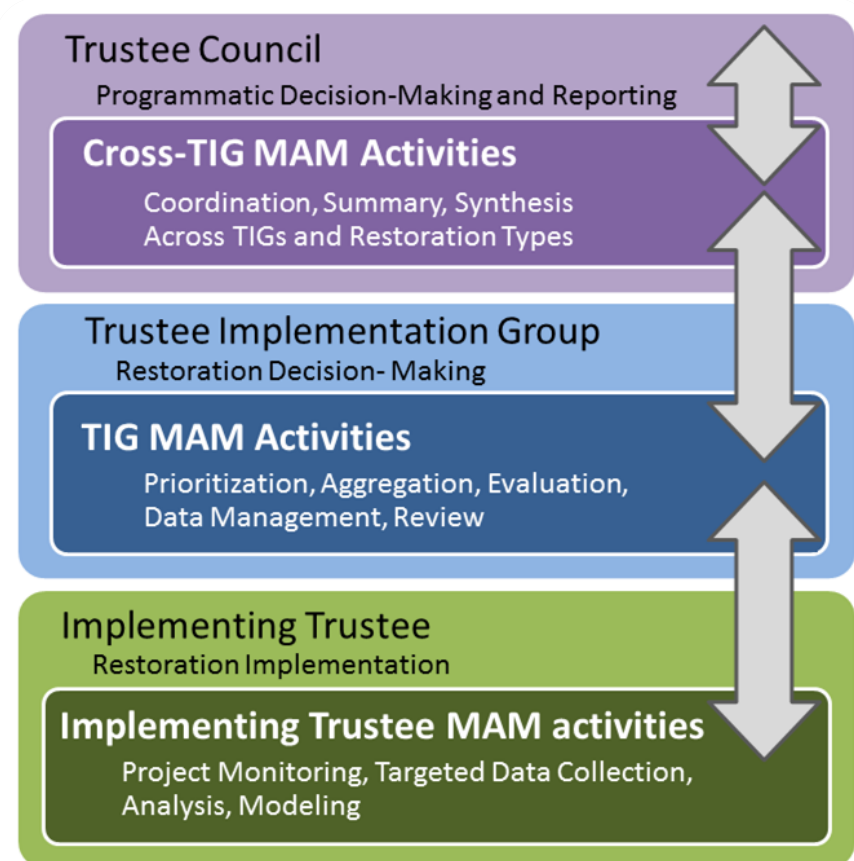 Trustee Council
Programmatic Decision-Making and Reporting
Cross-TIG MAM Activities
Coordination, Summary, Synthesis
Across TIGs and Restoration Types
Trustee Implementation Group
Restoration Decision- Making
TIG MAM Activities
Prioritization, Aggregation, Evaluation,
Data Management, Review
Implementing Trustee
Restoration Implementation
Implementing Trustee MAM activities
Project Monitoring, Targeted Data Collection,
Analysis, Modeling